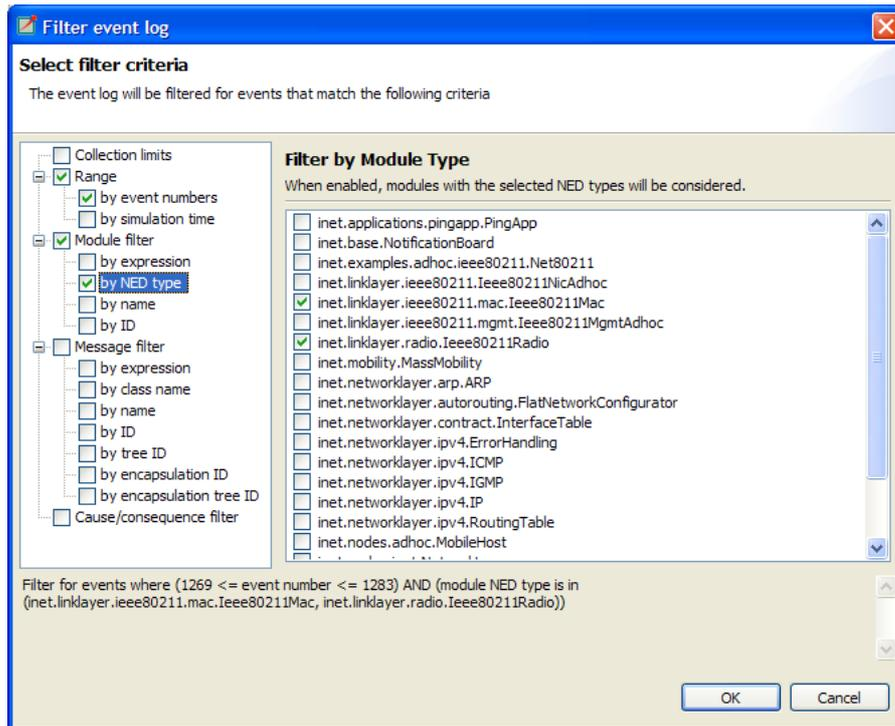 Filter event log
Select filter criteria
The event log will be filtered for events that match the following criteria
Collection limits
Range
by event numbers
by simulation time
Module filter
by expression
by NED type
by name
by ID
Message filter
by expression
by class name
by name
by ID
by tree ID
by encapsulation ID
by encapsulation tree ID
Cause/consequence filter
Filter by Module Type
When enabled, modules with the selected NED types will be considered.
inet.applications.pingapp.PingApp
inet.base.NotificationBoard
inet.examples.adhoc.ieee80211.Net80211
inet.linklayer.ieee80211.Ieee80211NicAdhoc
inet.linklayer.ieee80211.mac.Ieee80211Mac
inet.linklayer.ieee80211.mgmt.Ieee80211MgmtAdhoc
inet.linklayer.radio.Ieee80211Radio
inet.mobility.MassMobility
inet.networklayer.arp.ARP
inet.networklayer.autorouting.FlatNetworkConfigurator
inet.networklayer.contract.InterfaceTable
inet.networklayer.ipv4.ErrorHandling
inet.networklayer.ipv4.ICMP
inet.networklayer.ipv4.IGMP
inet.networklayer.ipv4.IP
inet.networklayer.ipv4.RoutingTable
inet.nodes.adhoc.MobileHost
Filter for events where (1269 <= event number <= 1283) AND (module NED type is in
(inet.linklayer.ieee80211.mac.Ieee80211Mac, inet.linklayer.radio.Ieee80211Radio))
OK
Cancel